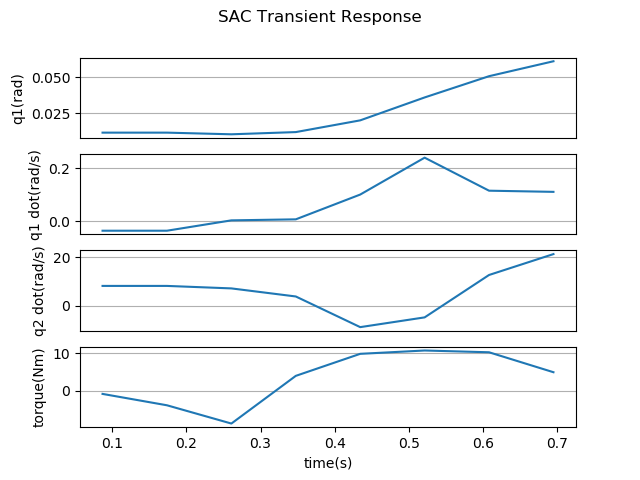 SAC Transient Response
q1(rad)
0.050
0.025
q1 dot(rad/s)
0.2
0.0
q2 dot(rad/s)
20
0
torque(Nm)
10
0
0.1 0.2 0.3 0.4 0.5 0.6 0.7
time(s)